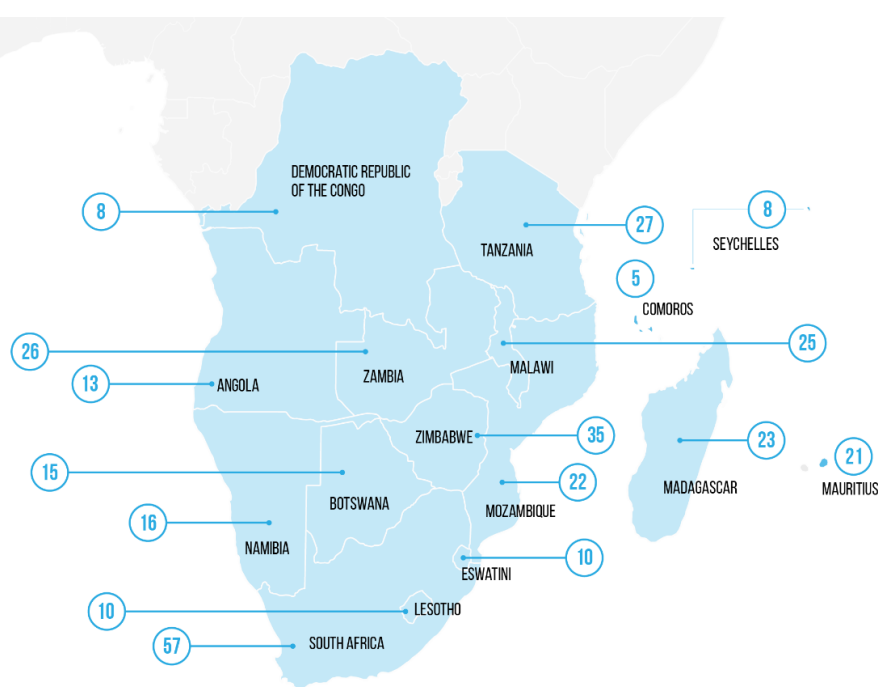 DEMOCRATIC REPUBLIC
OF THE CONGO
8
8
27
TANZANIA
SEYCHELLES
5
COMOROS
26
25
ZAMBIA
MALAWI
13
ANGOLA
ZIMBABWE
35
23
21
15
BOTSWANA
22
MADAGASCAR
MAURITIUS
MOZAMBIQUE
16
NAMIBIA
10
ESWATINI
10
LESOTHO
57
SOUTH AFRICA